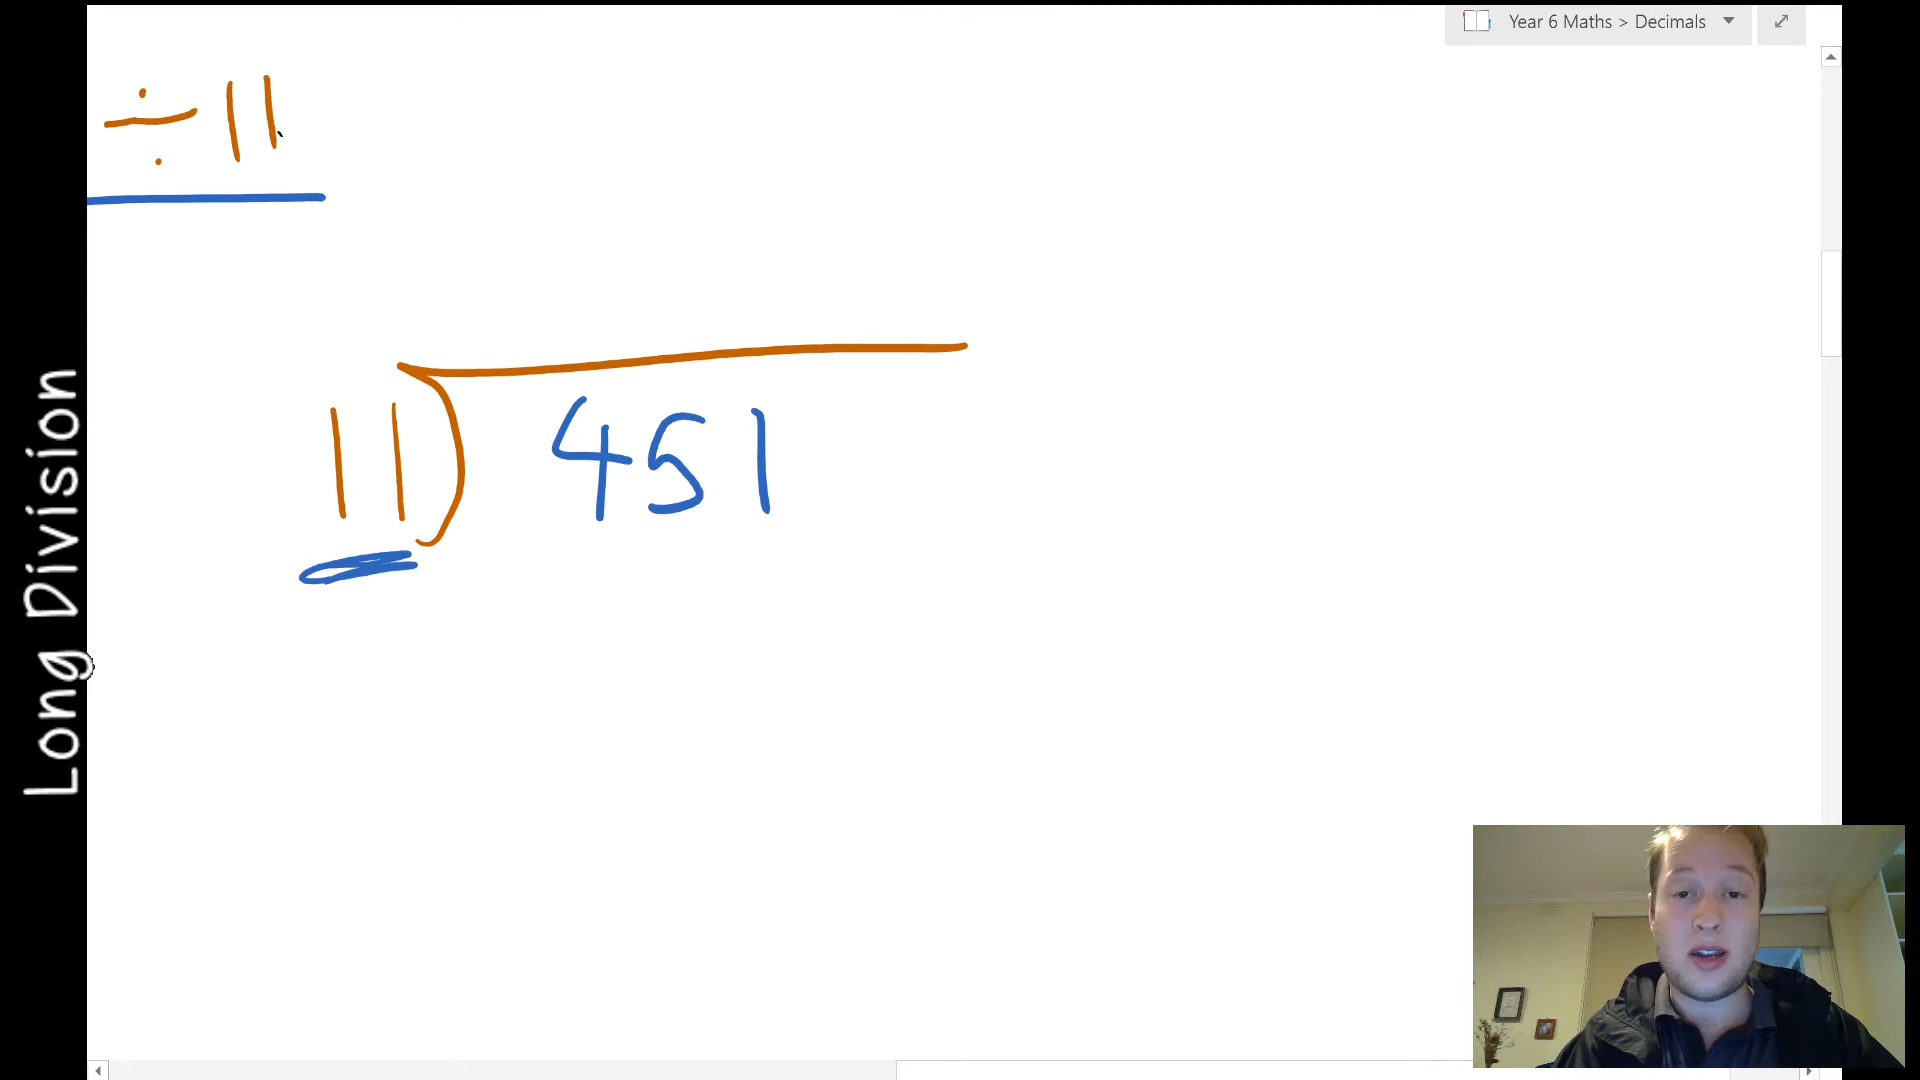 Year 6 Maths > Decimals
÷ 11
11) 451
Long Division